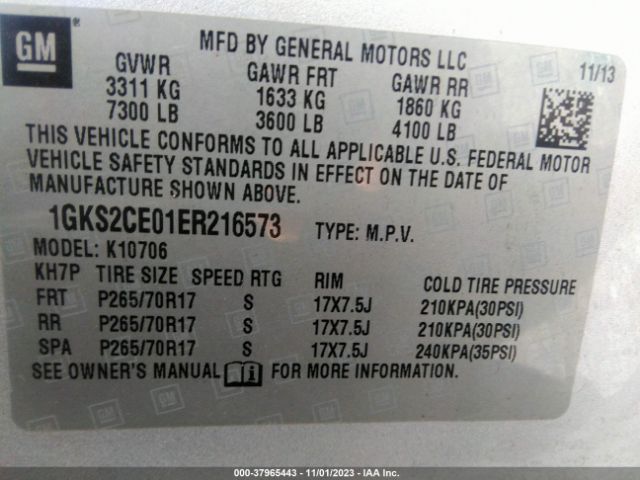 GM
MFD BY GENERAL MOTORS LLC
11/13
GVWR GAWR FRT GAWR RR
3311 KG 1633 KG 1860 KG
7300 LB 3600 LB 4100 LB
THIS VEHICLE CONFORMS TO ALL APPLICABLE U.S. FEDERAL MOTOR
VEHICLE SAFETY STANDARDS IN EFFECT ON THE DATE OF
MANUFACTURE SHOWN ABOVE.
1GKS2CE01ER216573 TYPE: M.P.V.
MODEL: K10706
KH7P TIRE SIZE SPEED RTG RIM COLD TIRE PRESSURE
FRT P265/70R17 S 17X7.5J 210KPA(30PSI)
RR P265/70R17 S 17X7.5J 210KPA(30PSI)
SPA P265/70R17 S 17X7.5J 240KPA(35PSI)
SEE OWNER'S MANUAL FOR MORE INFORMATION.
1GO-37965443 - 11/01/2023 - IAA Inc.